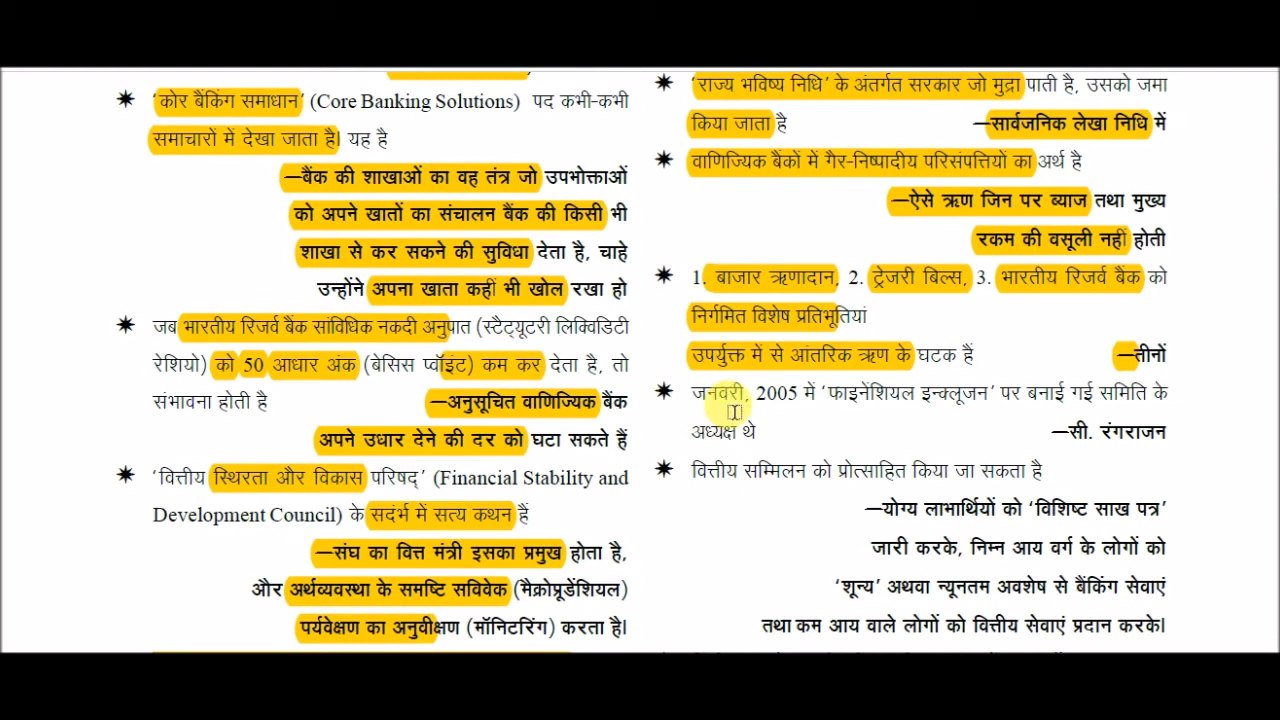 'कोर बैंकिंग समाधान' (Core Banking Solutions) पद कभी-कभी
समाचारों में देखा जाता है। यह है
—बैंक की शाखाओं का वह तंत्र जो उपभोक्ताओं
को अपने खातों का संचालन बैंक की किसी भी
शाखा से कर सकने की सुविधा देता है, चाहे
उन्होंने अपना खाता कहीं भी खोल रखा हो
जब भारतीय रिजर्व बैंक सांविधिक नकदी अनुपात (स्टैट्यूटरी लिक्विडिटी
रेशियो) को 50 आधार अंक (बेसिस प्वॉइंट) कम कर देता है, तो
संभावना होती है
—अनुसूचित वाणिज्यिक बैंक
अपने उधार देने की दर को घटा सकते हैं
'वित्तीय स्थिरता और विकास परिषद्' (Financial Stability and
Development Council) के सदर्भ में सत्य कथन हैं
—संघ का वित्त मंत्री इसका प्रमुख होता है,
और अर्थव्यवस्था के समष्टि सविवेक (मैक्रोप्रूडेंशियल)
पर्यवेक्षण का अनुवीक्षण (मॉनिटरिंग) करता है।
'राज्य भविष्य निधि' के अंतर्गत सरकार जो मुद्रा पाती है, उसको जमा
किया जाता है —सार्वजनिक लेखा निधि में
वाणिज्यिक बैंकों में गैर-निष्पादीय परिसंपत्तियों का अर्थ है
—ऐसे ऋण जिन पर ब्याज तथा मुख्य
रकम की वसूली नहीं होती
1. बाजार ऋणादान, 2. ट्रेजरी बिल्स, 3. भारतीय रिजर्व बैंक को
निर्गमित विशेष प्रतिभूतियां
उपर्युक्त में से आंतरिक ऋण के घटक हैं —तीनों
जनवरी, 2005 में 'फाइनेंशियल इन्क्लूजन' पर बनाई गई समिति के
अध्यक्ष थे —सी. रंगराजन
वित्तीय सम्मिलन को प्रोत्साहित किया जा सकता है
—योग्य लाभार्थियों को 'विशिष्ट साख पत्र'
जारी करके, निम्न आय वर्ग के लोगों को
'शून्य' अथवा न्यूनतम अवशेष से बैंकिंग सेवाएं
तथा कम आय वाले लोगों को वित्तीय सेवाएं प्रदान करके।